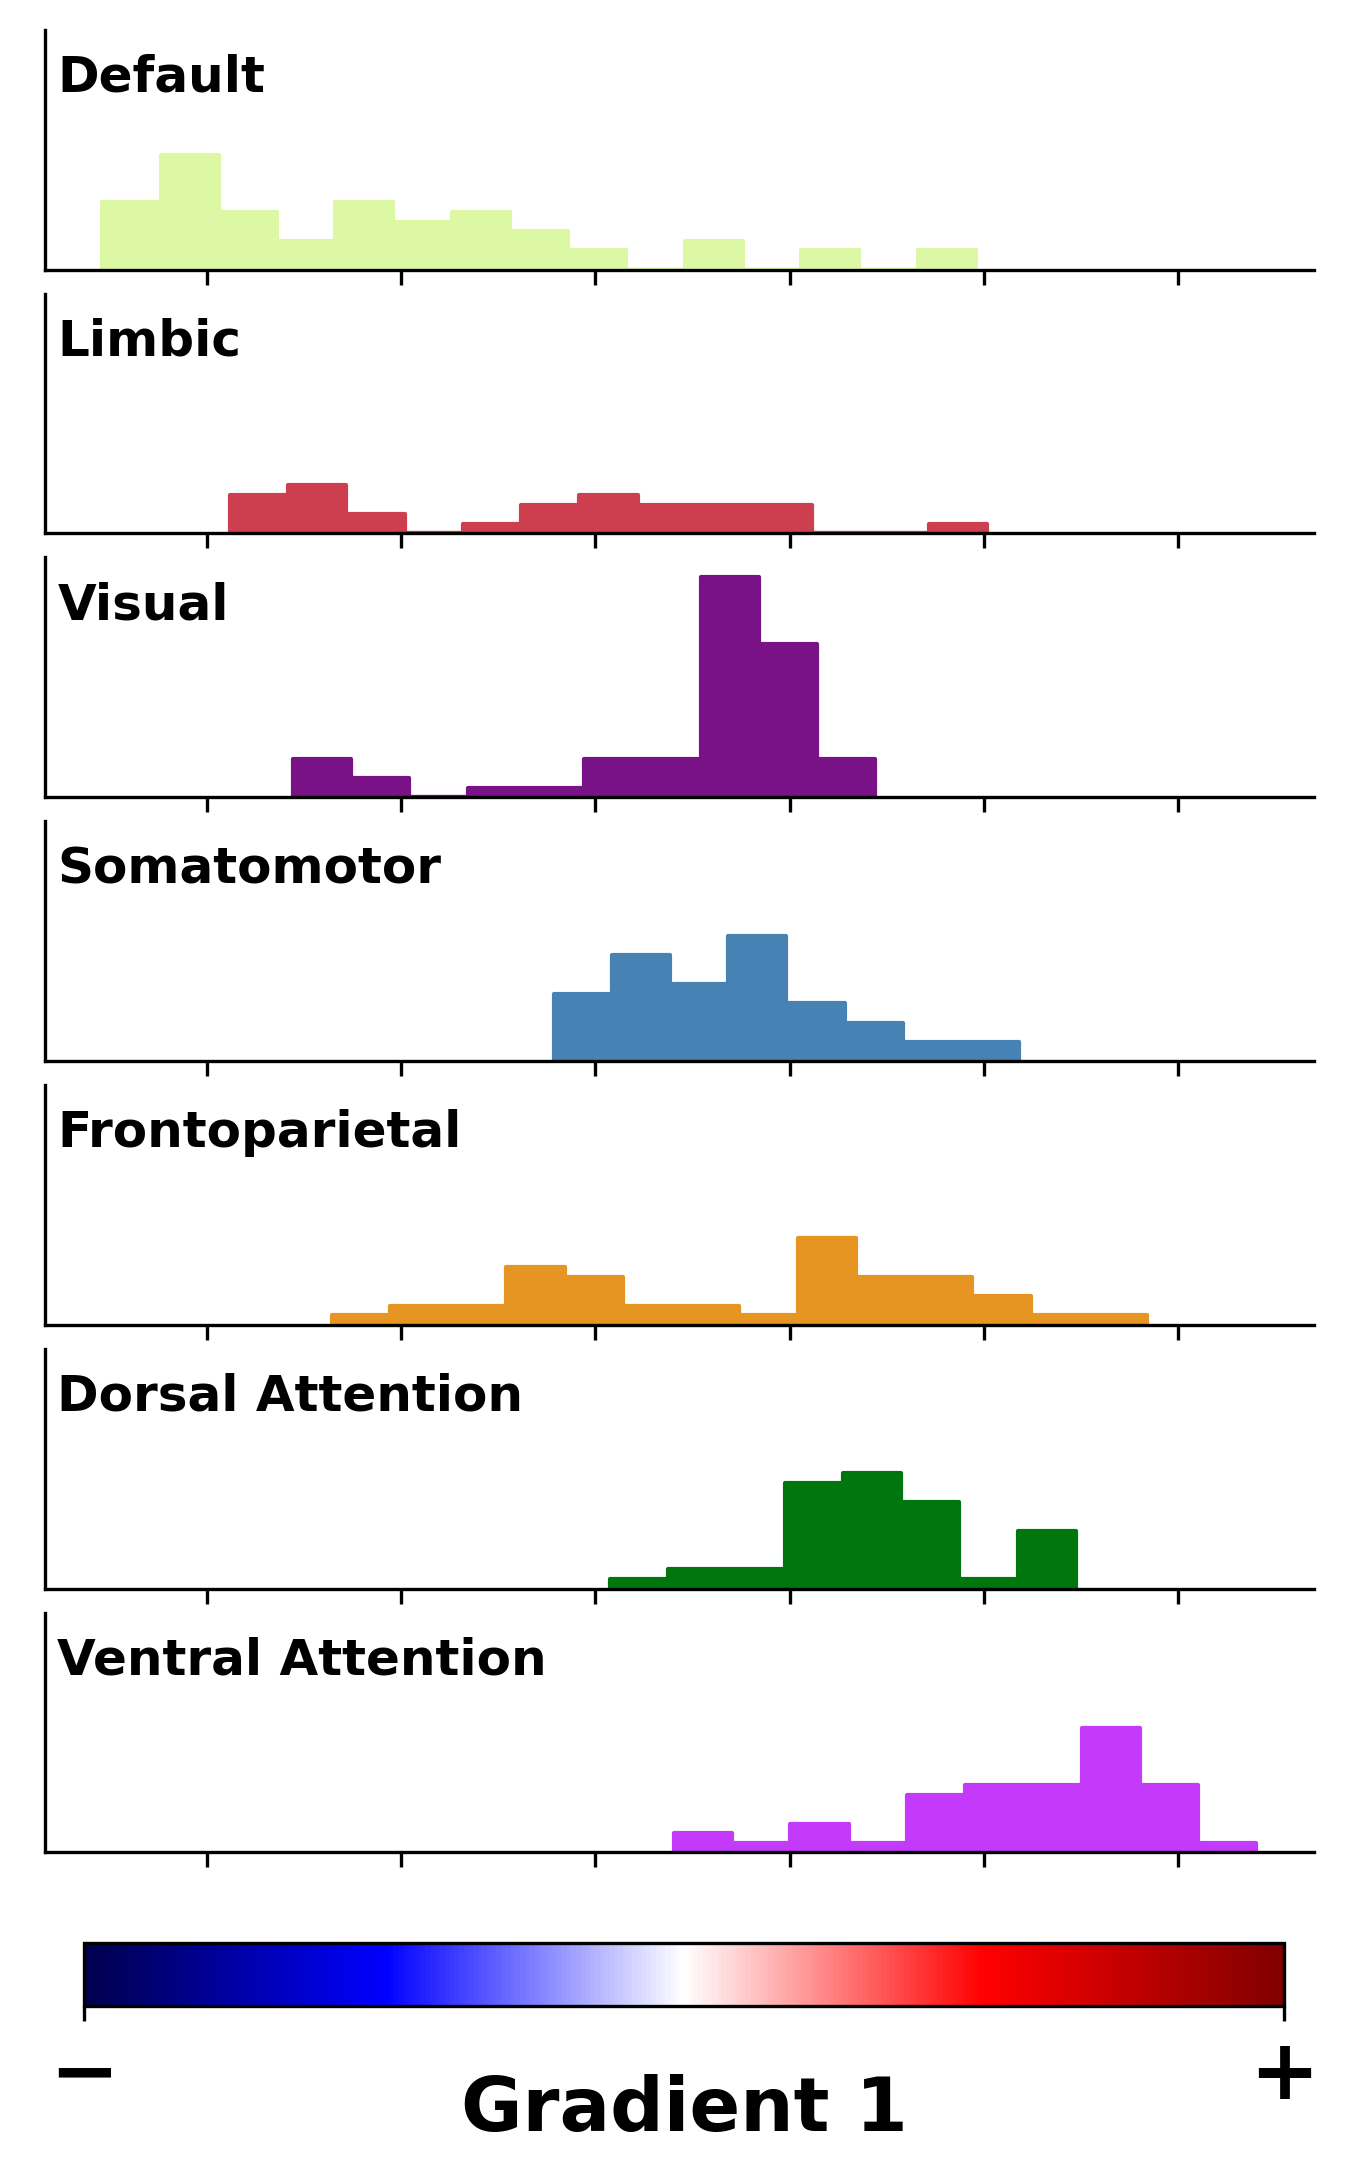 Default
Limbic
Visual
Somatomotor
Frontoparietal
Dorsal Attention
Ventral Attention
− +
Gradient 1